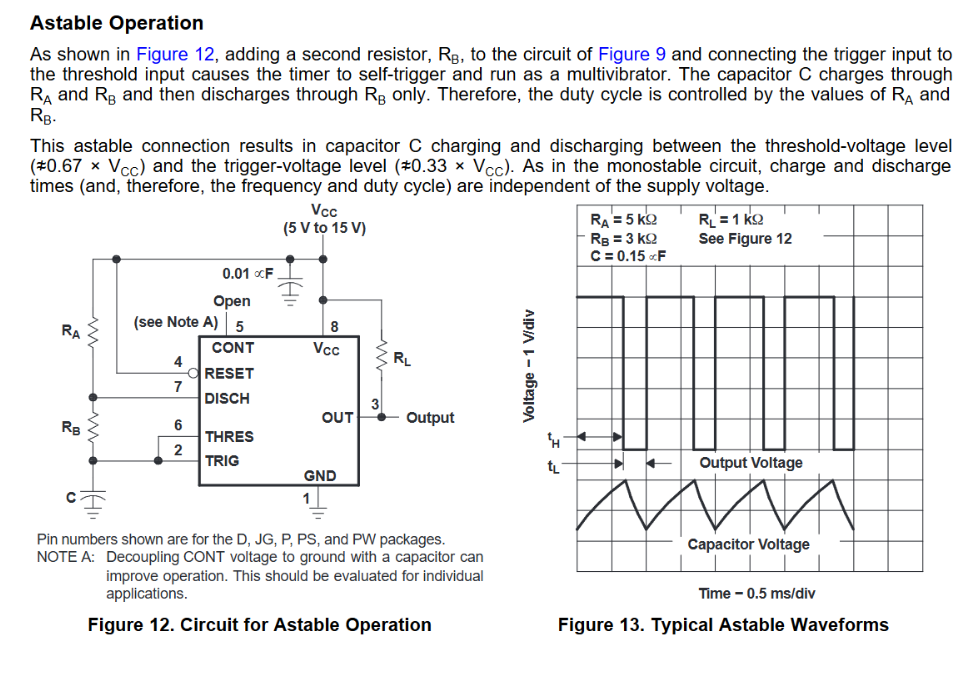 Astable Operation
As shown in Figure 12, adding a second resistor, RB, to the circuit of Figure 9 and connecting the trigger input to
the threshold input causes the timer to self-trigger and run as a multivibrator. The capacitor C charges through
RA and RB and then discharges through RB only. Therefore, the duty cycle is controlled by the values of RA and
RB.
This astable connection results in capacitor C charging and discharging between the threshold-voltage level
(≉0.67 × VCC) and the trigger-voltage level (≉0.33 × VCC). As in the monostable circuit, charge and discharge
times (and, therefore, the frequency and duty cycle) are independent of the supply voltage.
VCC
(5 V to 15 V)
0.01 ∝F
Open
(see Note A)
5
8
RA
CONT
VCC
RL
4
RESET
7
DISCH
3
OUT
Output
RB
6
THRES
2
TRIG
GND
C
1
Pin numbers shown are for the D, JG, P, PS, and PW packages.
NOTE A: Decoupling CONT voltage to ground with a capacitor can
improve operation. This should be evaluated for individual
applications.
Figure 12. Circuit for Astable Operation
RA = 5 kΩ
RL = 1 kΩ
RB = 3 kΩ
See Figure 12
C = 0.15 ∝F
Voltage − 1 V/div
tH
tL
Output Voltage
Capacitor Voltage
Time − 0.5 ms/div
Figure 13. Typical Astable Waveforms